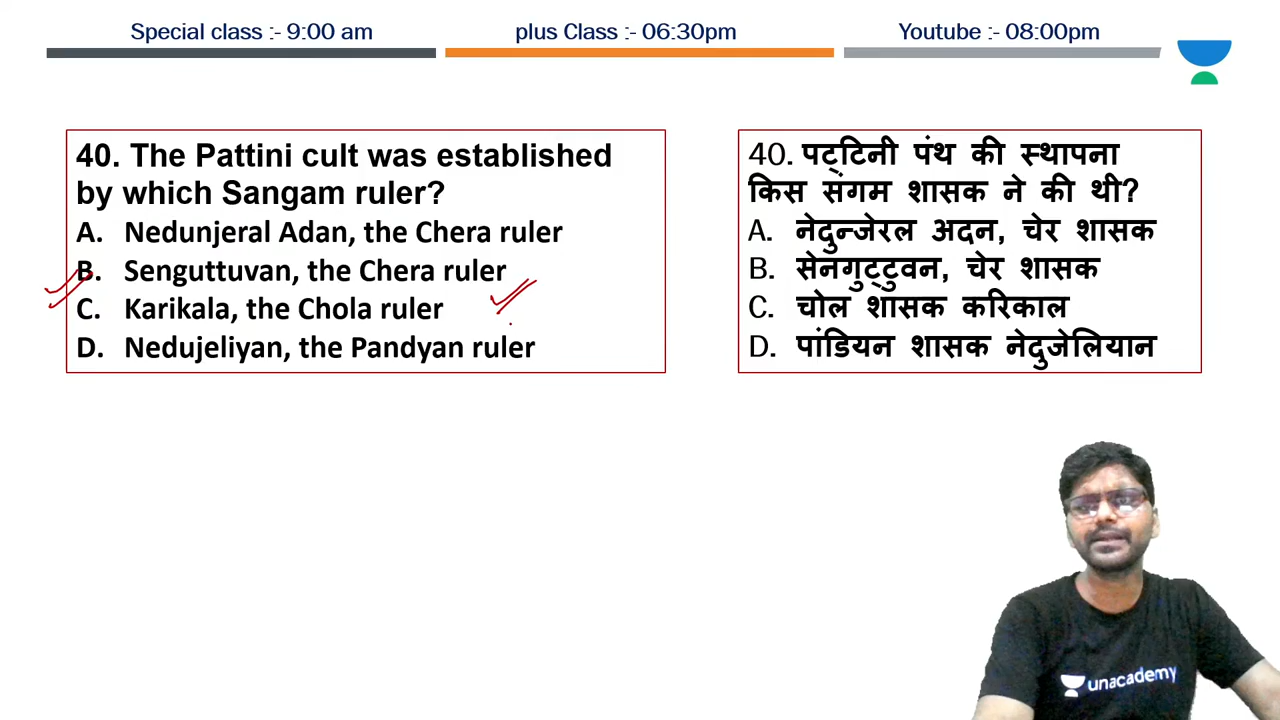 Special class :- 9:00 am
plus Class :- 06:30pm
Youtube :- 08:00pm
40. The Pattini cult was established
by which Sangam ruler?
A. Nedunjeral Adan, the Chera ruler
B. Senguttuvan, the Chera ruler
C. Karikala, the Chola ruler
D. Nedujeliyan, the Pandyan ruler
40. पट्टिनी पंथ की स्थापना
किस संगम शासक ने की थी?
A. नेदुन्जेरल अदन, चेर शासक
B. सेनगुट्टुवन, चेर शासक
C. चोल शासक करिकाल
D. पांडियन शासक नेदुजेलियान
unacademy